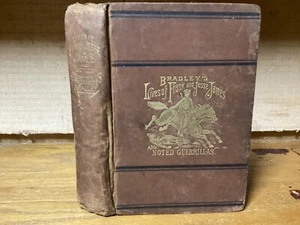 BRADLEY'S
LIVES OF FRANK AND JESSE JAMES
AND
NOTED GUERRILLAS